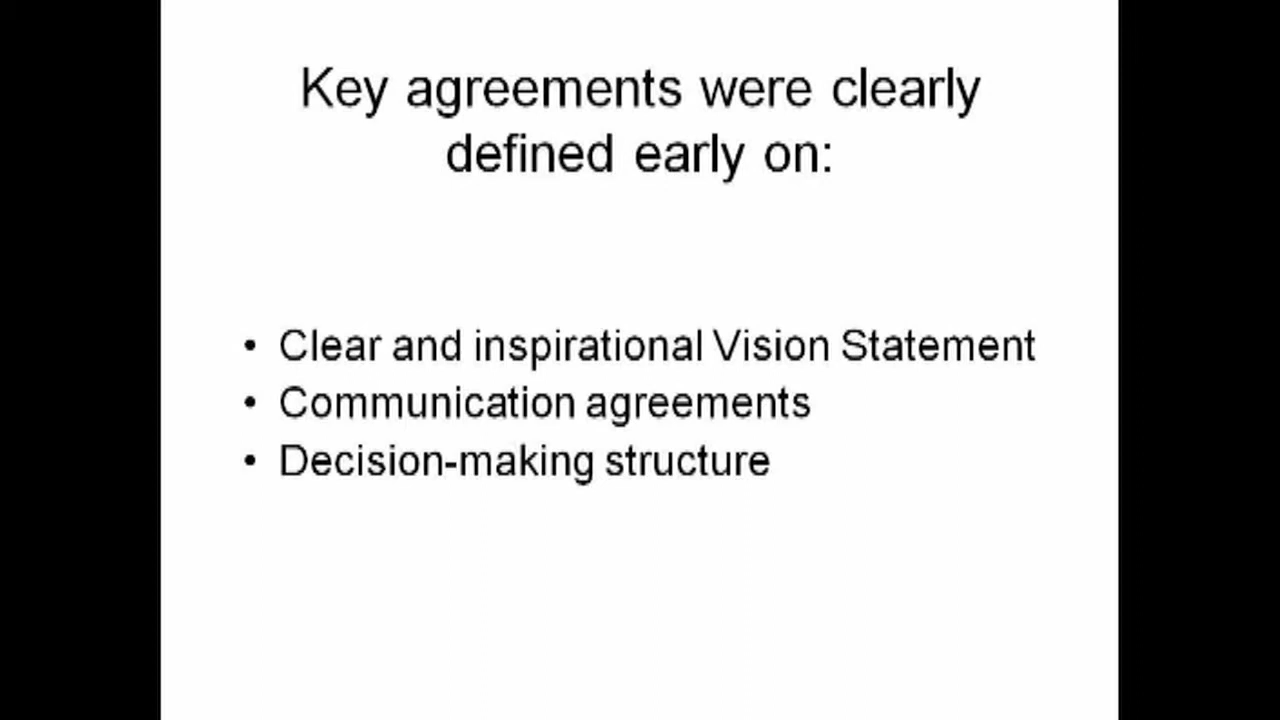 Key agreements were clearly
defined early on:
• Clear and inspirational Vision Statement
• Communication agreements
• Decision-making structure